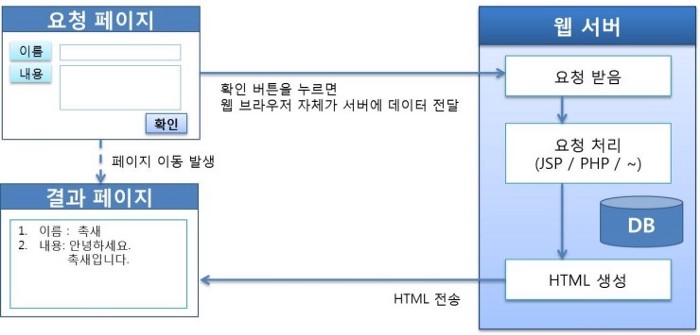 요청 페이지
이름
내용
확인
페이지 이동 발생
결과 페이지
1. 이름 : 촉새
2. 내용: 안녕하세요.
촉새입니다.
확인 버튼을 누르면
웹 브라우저 자체가 서버에 데이터 전달
HTML 전송
웹 서버
요청 받음
요청 처리
(JSP / PHP / ~)
DB
HTML 생성